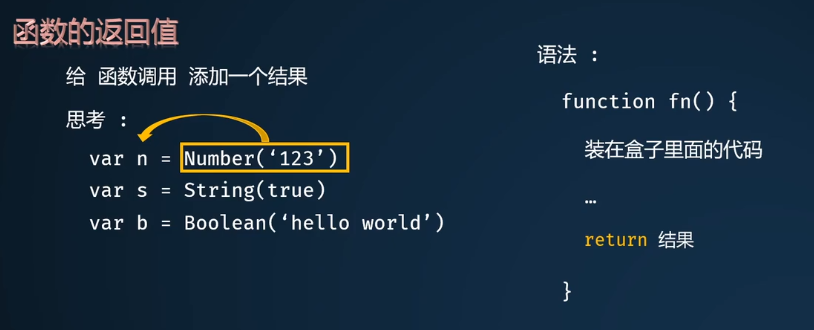 函数的返回值
给 函数调用 添加一个结果
思考 :
var n = Number(‘123’)
var s = String(true)
var b = Boolean(‘hello world’)
语法 :
function fn() {
装在盒子里面的代码
…
return 结果
}